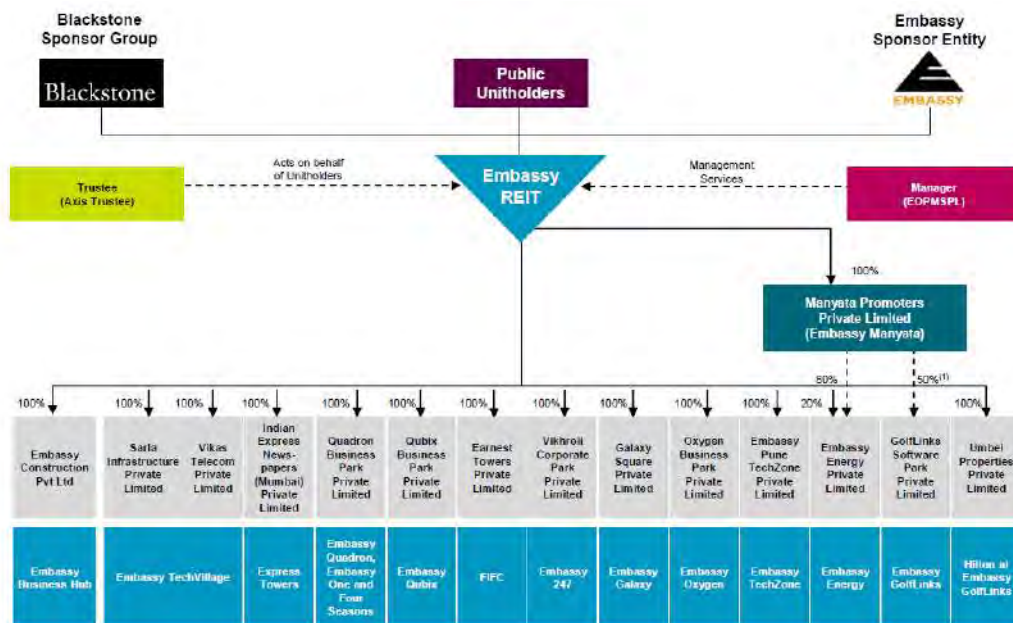 Blackstone
Sponsor Group
Blackstone
Public
Unitholders
Embassy
Sponsor Entity
EMBASSY
Trustee
(Axis Trustee)
Acts on behalf
of Unitholders
Embassy
REIT
Management
Services
Manager
(EOPMSPL)
100%
Manyata Promoters
Private Limited
(Embassy Manyata)
80%
50%(1)
100%
100%
100%
100%
100%
100%
100%
100%
100%
100%
100%
20%
100%
Embassy
Construction
Pvt Ltd
Sarla
Infrastructure
Private
Limited
Vikas
Telecom
Private
Limited
Indian
Express
News-
papers
(Mumbai)
Private
Limited
Quadron
Business
Park
Private
Limited
Qubix
Business
Park
Private
Limited
Earnest
Towers
Private
Limited
Vikhroli
Corporate
Park
Private
Limited
Galaxy
Square
Private
Limited
Oxygen
Business
Park
Private
Limited
Embassy
Pune
TechZone
Private
Limited
Embassy
Energy
Private
Limited
GolfLinks
Software
Park
Private
Limited
Umbel
Properties
Private
Limited
Embassy
Business Hub
Embassy TechVillage
Express
Towers
Embassy
Quadron,
Embassy
One and
Four
Seasons
Embassy
Qubix
FIFC
Embassy
247
Embassy
Galaxy
Embassy
Oxygen
Embassy
TechZone
Embassy
Energy
Embassy
GolfLinks
Hilton at
Embassy
GolfLinks